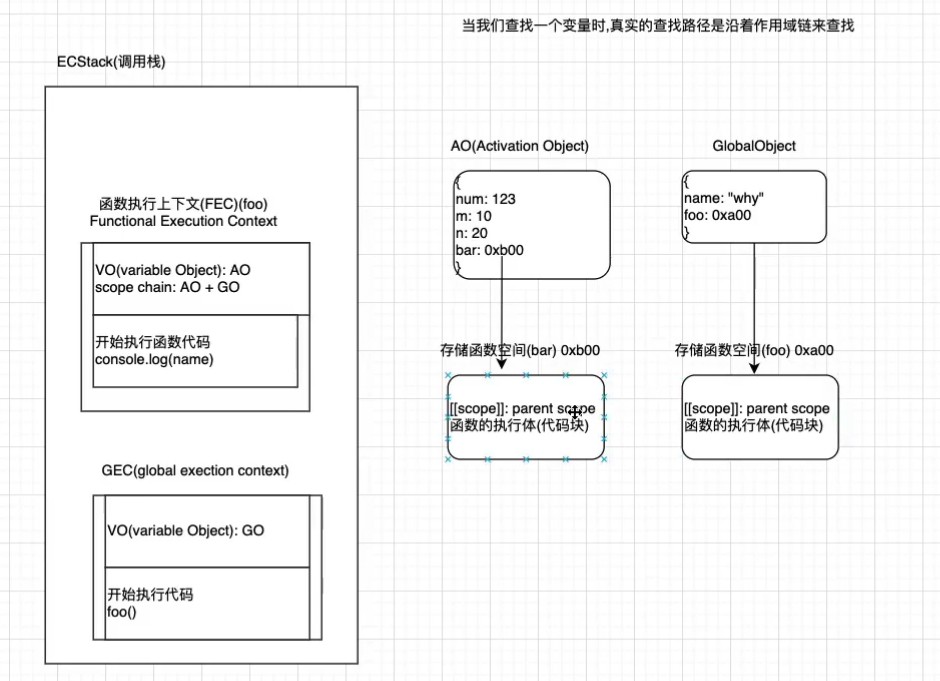 当我们查找一个变量时,真实的查找路径是沿着作用域链来查找
ECStack(调用栈)
函数执行上下文(FEC)(foo)
Functional Execution Context
VO(variable Object): AO
scope chain: AO + GO
开始执行函数代码
console.log(name)
GEC(global exection context)
VO(variable Object): GO
开始执行代码
foo()
AO(Activation Object)
{
num: 123
m: 10
n: 20
bar: 0xb00
}
存储函数空间(bar) 0xb00
[[scope]]: parent scope
函数的执行体(代码块)
GlobalObject
{
name: "why"
foo: 0xa00
}
存储函数空间(foo) 0xa00
[[scope]]: parent scope
函数的执行体(代码块)